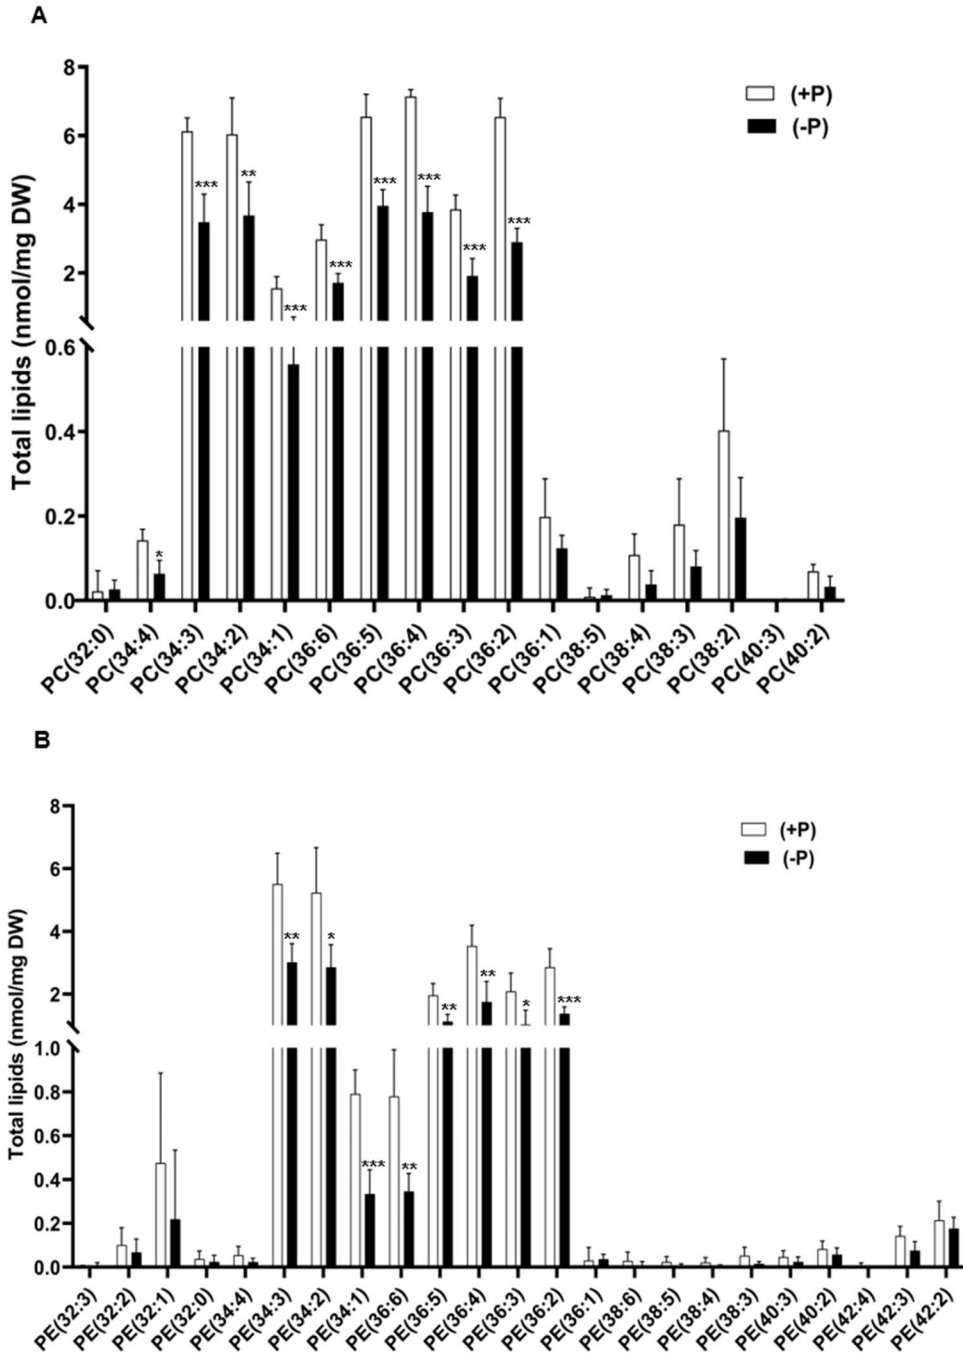 A
8
(+P)
(-P)
6
***
**
***
***
4
***
***
***
2
***
0.6
0.4
0.2
*
0.0
Total lipids (nmol/mg DW)
PC(32:0) PC(34:4) PC(34:3) PC(34:2) PC(34:1) PC(36:6) PC(36:5) PC(36:4) PC(36:3) PC(36:2) PC(36:1) PC(38:5) PC(38:4) PC(38:3) PC(38:2) PC(40:3) PC(40:2)
B
8
(+P)
(-P)
6
4
** *
**
2
** * ***
1.0
0.8
0.6
*** **
0.4
0.2
0.0
Total lipids (nmol/mg DW)
PE(32:3) PE(32:2) PE(32:1) PE(32:0) PE(34:4) PE(34:3) PE(34:2) PE(34:1) PE(36:6) PE(36:5) PE(36:4) PE(36:3) PE(36:2) PE(36:1) PE(38:6) PE(38:5) PE(38:4) PE(38:3) PE(40:3) PE(40:2) PE(42:4) PE(42:3) PE(42:2)